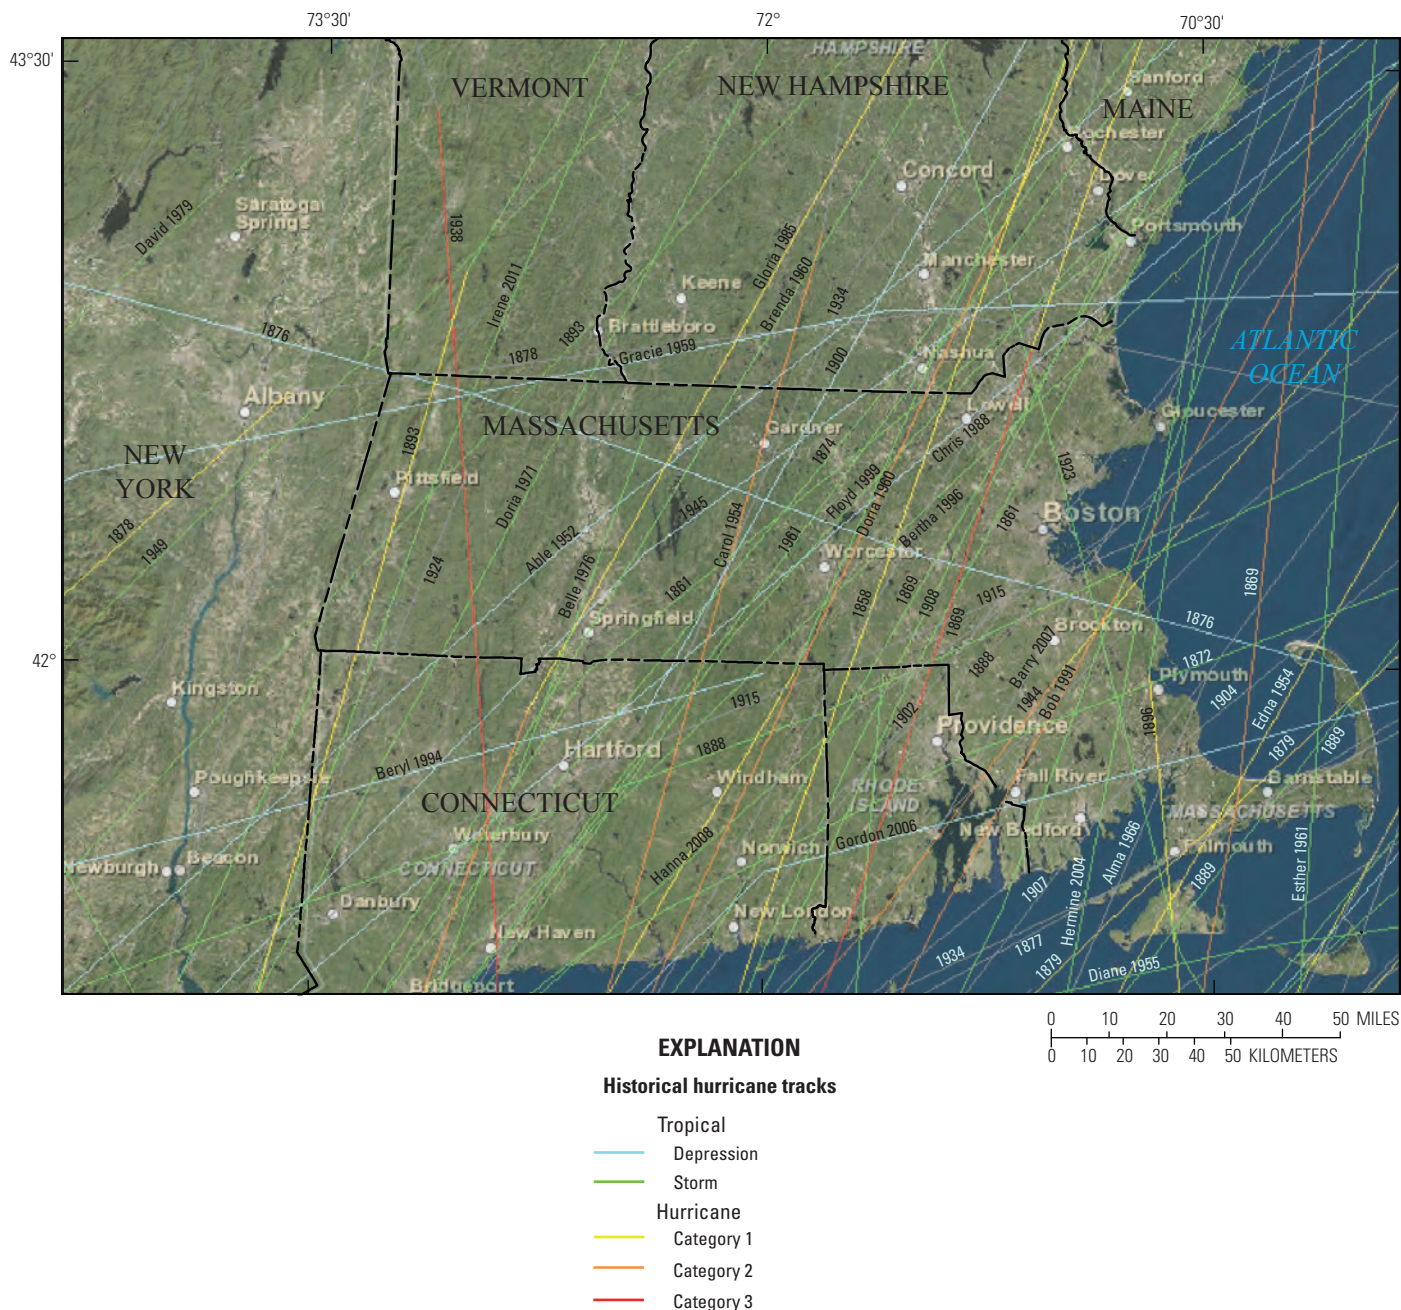 73°30'
72°
70°30'
43°30'
HAMPSHIRE
VERMONT
NEW HAMPSHIRE
Sanford
MAINE
ochester
Concord
Dover
Saratoga
Springs
David 1979
1938
Portsmouth
Gloria 1985
Manchester
Irene 2011
Keene
Brenda 1960
1934
1876
Brattleboro
1893
ATLANTIC
OCEAN
1878
Gracie 1959
1900
Nashua
Albany
Lowell
Gloucester
MASSACHUSETTS
Gardner
1893
Chris 1988
1874
NEW
YORK
Pittsfield
1923
Doria 1971
Floyd 1999
Doria 1960
1945
Boston
1878
Bertha 1996
1861
Carol 1954
1961
Able 1952
1949
Worcester
1924
Belle 1976
1861
1869
1869
1858
1908
1915
Springfield
1869
Brockton
1876
42°
1888
Barry 2007
1872
Plymouth
Kingston
1915
1944
Bob 1991
1904
Edna 1954
1896
1902
Providence
Hartford
1888
1879
1889
Beryl 1994
Poughkeepsie
Windham
Fall River
Barnstable
CONNECTICUT
RHODE
ISLAND
MASSACHUSETTS
Waterbury
Gordon 2006
New Bedford
Newburgh
Beacon
CONNECTICUT
Hanna 2008
Norwich
Alma 1966
Falmouth
1907
1889
Esther 1961
Danbury
New London
Hermine 2004
New Haven
1934
1877
1879
Diane 1955
Bridgeport
0 10 20 30 40 50 MILES
0 10 20 30 40 50 KILOMETERS
EXPLANATION
Historical hurricane tracks
Tropical
Depression
Storm
Hurricane
Category 1
Category 2
Category 3